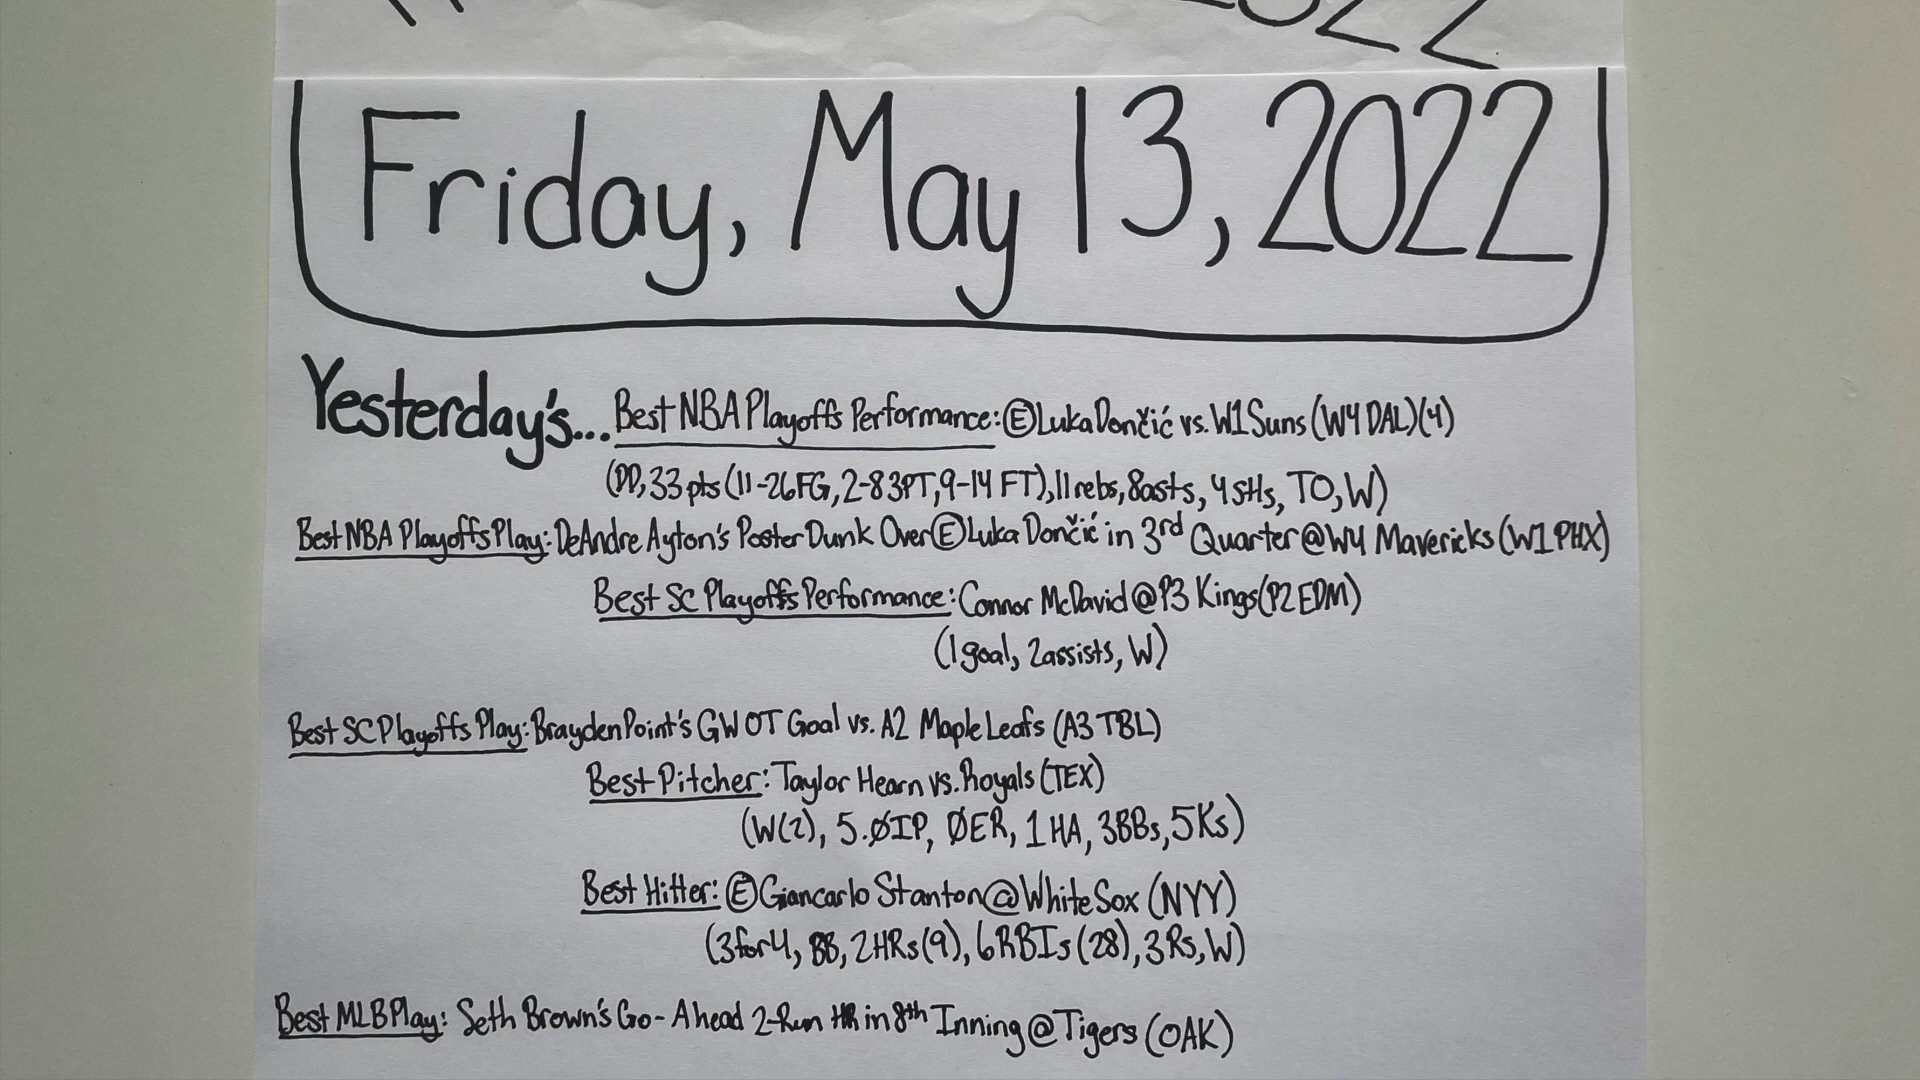 2022
Friday, May 13, 2022
Yesterday's... Best NBA Playoffs Performance: Ⓔ Luka Dončić vs. W1 Suns (W4 DAL)(4)
(DD, 33 pts (11-26 FG, 2-8 3PT, 9-14 FT), 11 rebs, 8 asts, 4 stls, TO, W)
Best NBA Playoffs Play: DeAndre Ayton's Poster Dunk Over Ⓔ Luka Dončić in 3rd Quarter @ W4 Mavericks (W1 PHX)
Best SC Playoffs Performance: Connor McDavid @ P3 Kings (P2 EDM)
(1 goal, 2 assists, W)
Best SC Playoffs Play: Brayden Point's GW OT Goal vs. A2 Maple Leafs (A3 TBL)
Best Pitcher: Taylor Hearn vs. Royals (TEX)
(W(2), 5.Ø IP, Ø ER, 1 HA, 3 BBs, 5 Ks)
Best Hitter: Ⓔ Giancarlo Stanton @ White Sox (NYY)
(3 for 4, BB, 2 HRs (9), 6 RBIs (28), 3 Rs, W)
Best MLB Play: Seth Brown's Go-Ahead 2-Run HR in 8th Inning @ Tigers (OAK)